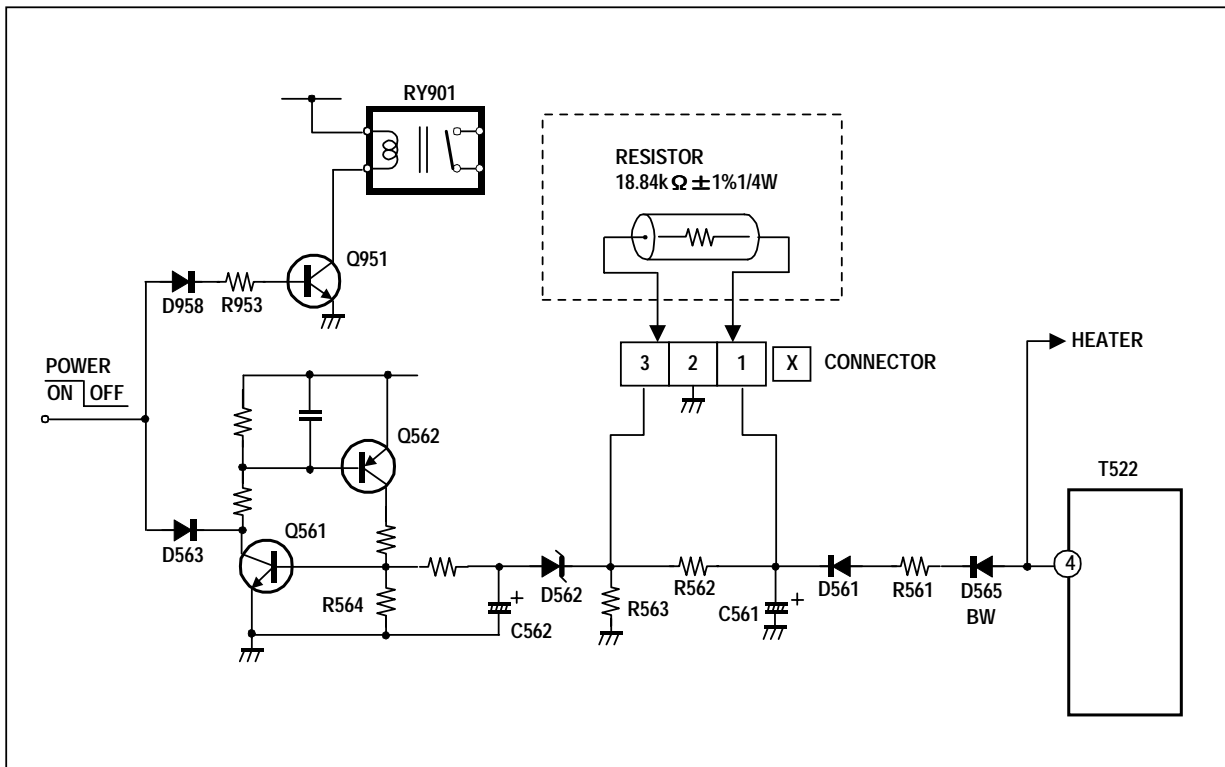 RY901
RESISTOR
18.84k Ω ±1%1/4W
Q951
D958
R953
3
2
1
X
CONNECTOR
HEATER
POWER
ON OFF
Q562
T522
Q561
D563
R564
C562
D562
R563
R562
C561
D561
R561
D565
BW
4